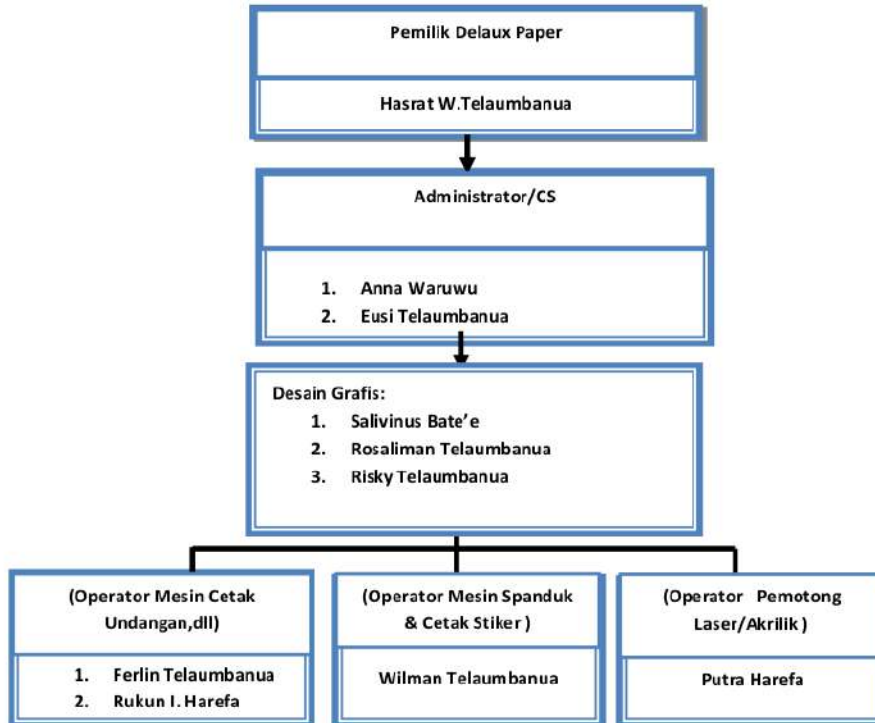 Pemilik Delaux Paper
Hasrat W.Telaumbanua
Administrator/CS
1. Anna Waruwu
2. Eusi Telaumbanua
Desain Grafis:
1. Salivinus Bate’e
2. Rosaliman Telaumbanua
3. Risky Telaumbanua
(Operator Mesin Cetak
Undangan,dll)
1. Ferlin Telaumbanua
2. Rukun I. Harefa
(Operator Mesin Spanduk
& Cetak Stiker )
Wilman Telaumbanua
(Operator Pemotong
Laser/Akrilik )
Putra Harefa